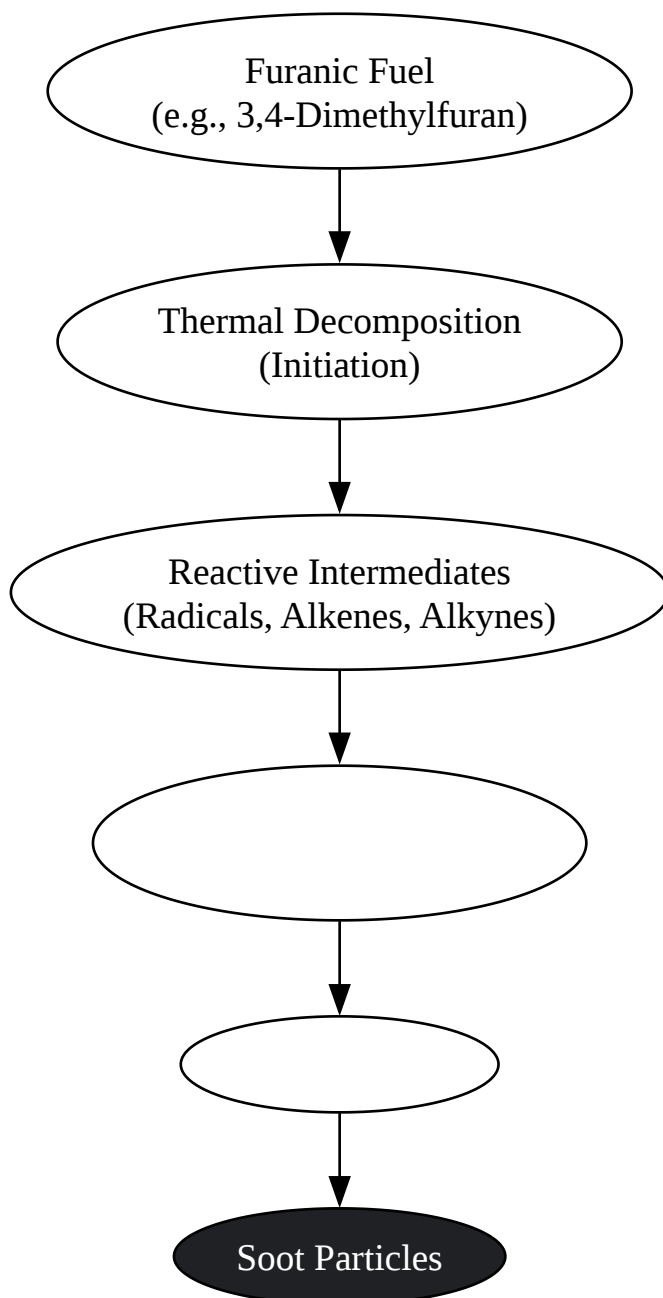 Furanic Fuel
(e.g., 3,4-Dimethylfuran)
Thermal Decomposition
(Initiation)
Reactive Intermediates
(Radicals, Alkenes, Alkynes)
Soot Particles